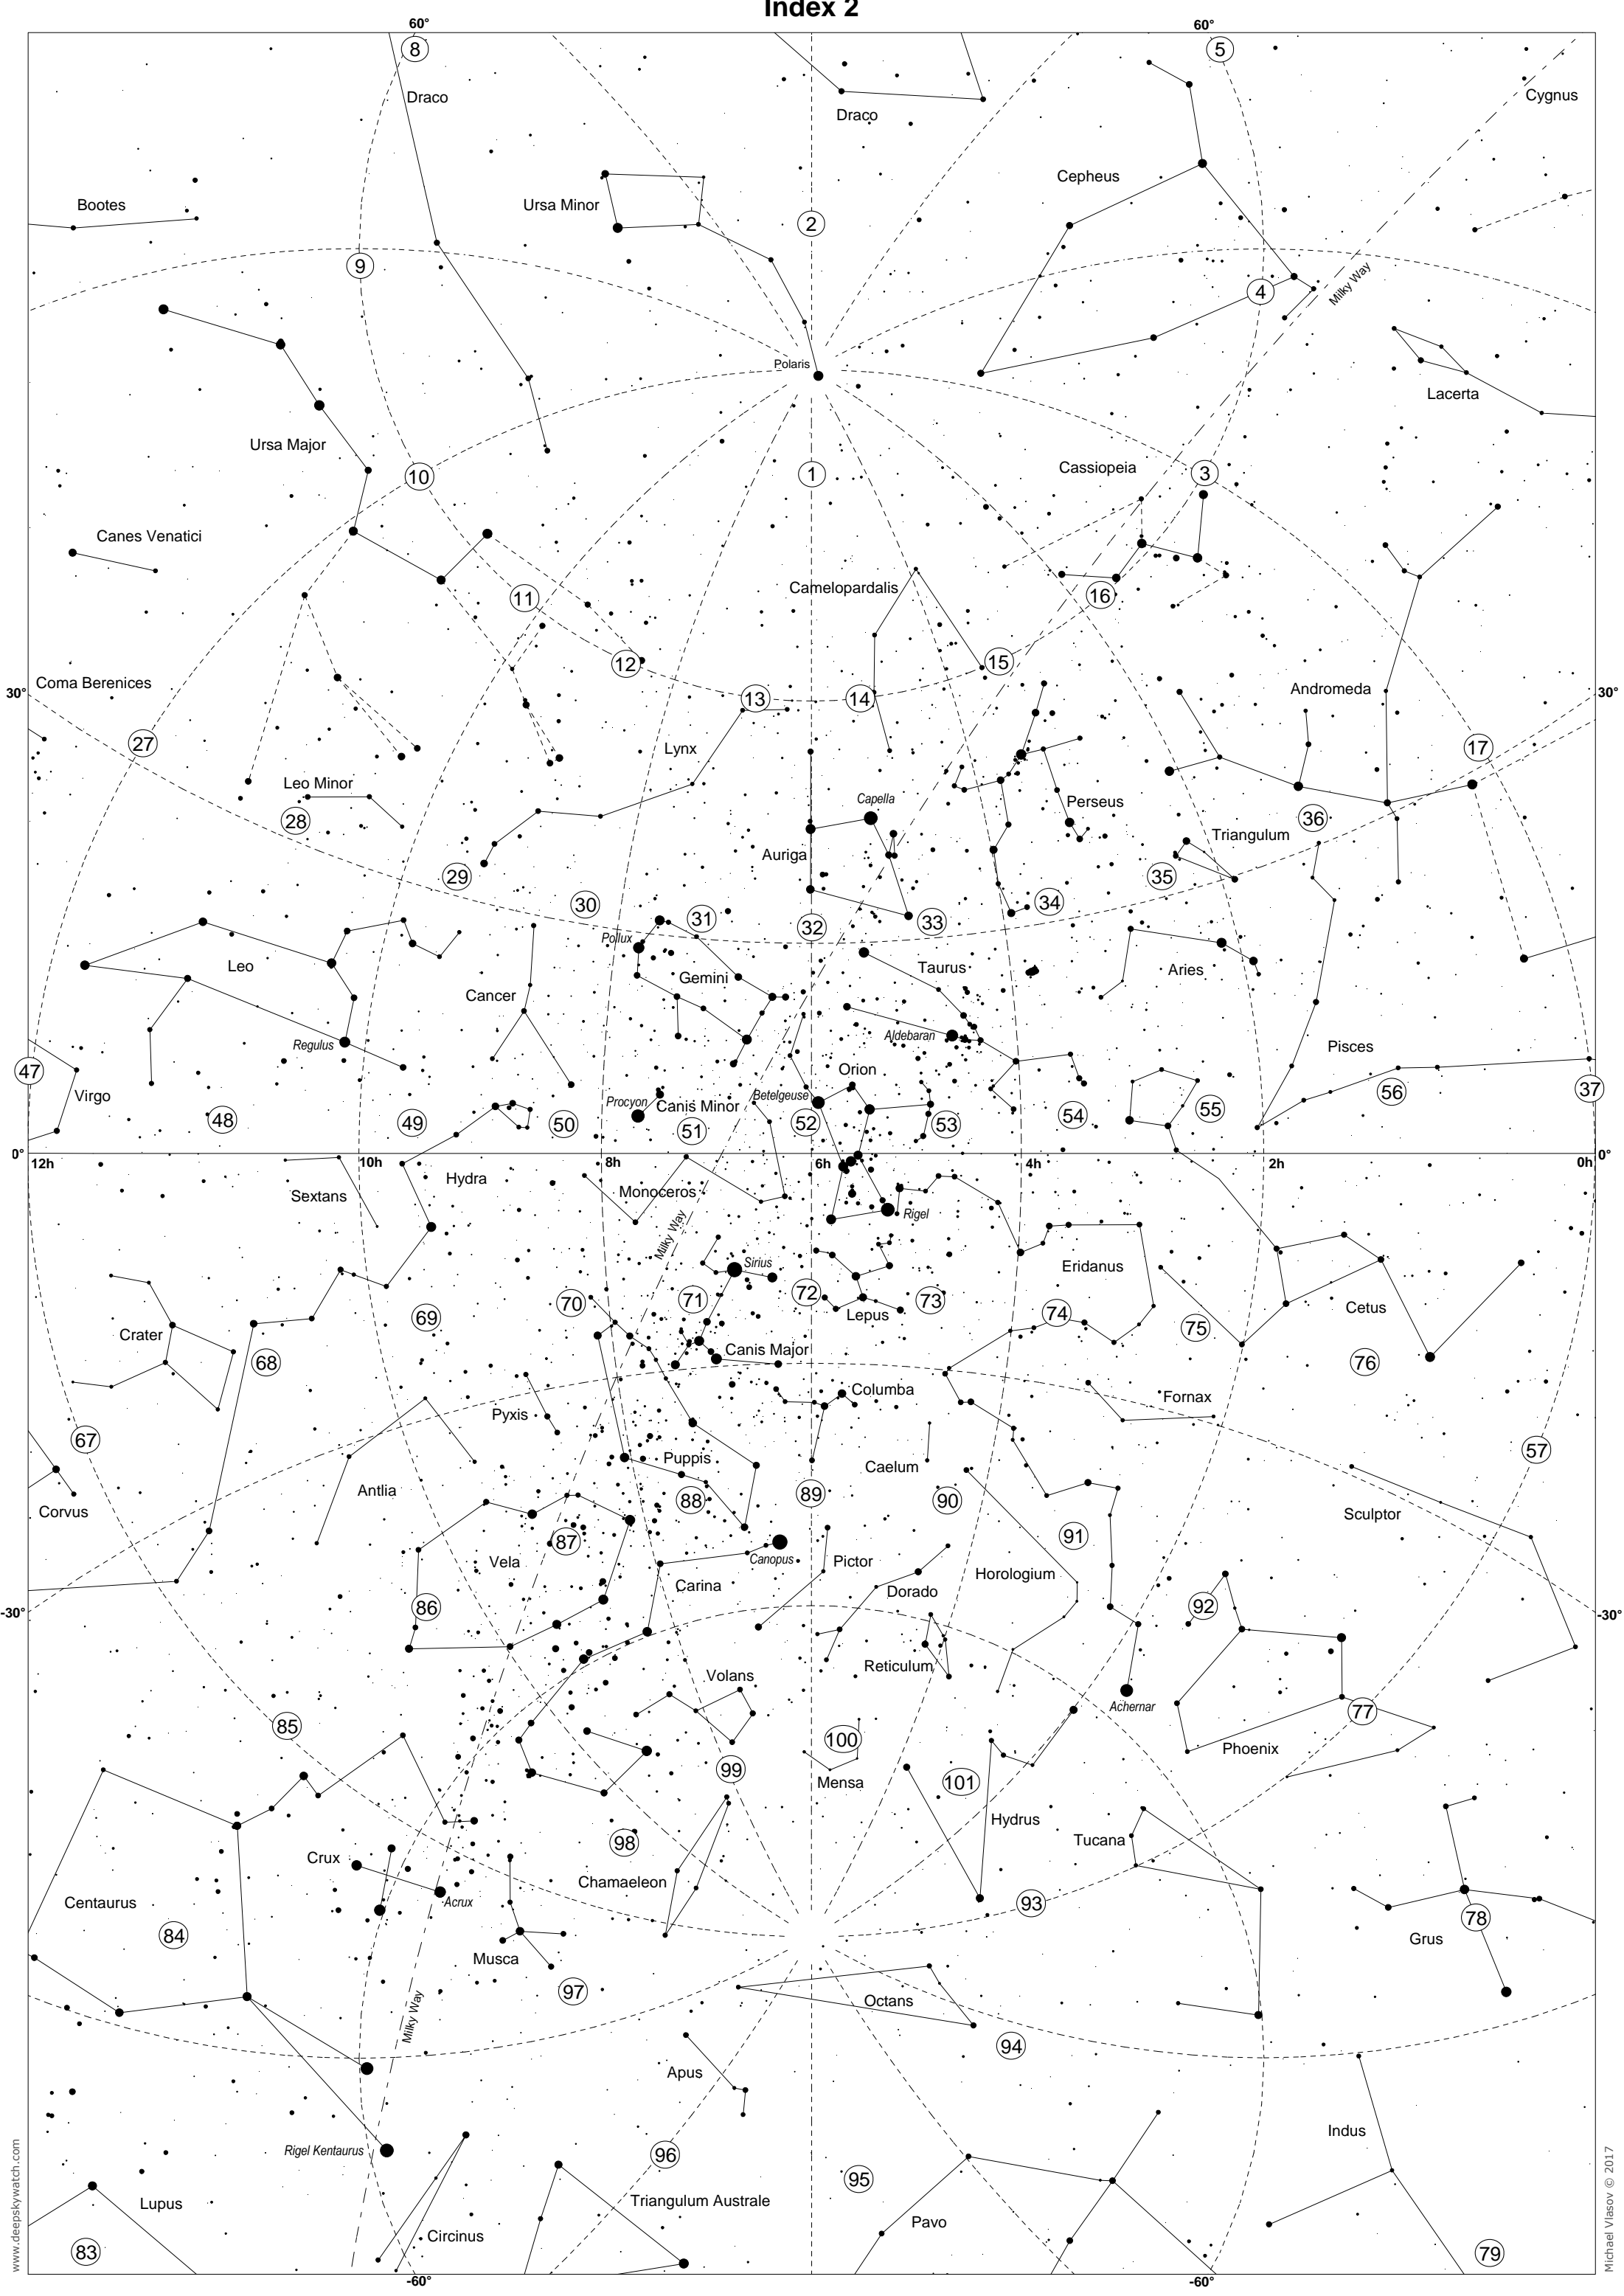 Index 2
60°
60°
8
5
Draco
Draco
Cygnus
Cepheus
Bootes
Ursa Minor
2
9
4
Milky Way
Polaris
Lacerta
Ursa Major
10
1
Cassiopeia
3
Canes Venatici
Camelopardalis
11
16
12
15
Coma Berenices
30°
13
14
Andromeda
30°
27
Lynx
17
Leo Minor
Capella
Perseus
28
36
Auriga
Triangulum
29
35
30
31
32
33
34
Pollux
Leo
Gemini
Taurus
Aries
Cancer
Regulus
Aldebaran
Pisces
47
Orion
37
Virgo
Procyon
Canis Minor
Betelgeuse
56
48
49
50
51
52
53
54
55
0°
12h
10h
8h
6h
4h
2h
0h
0°
Hydra
Sextans
Monoceros
Rigel
Milky Way
Sirius
Eridanus
70
71
72
73
74
69
Lepus
75
Cetus
Crater
68
Canis Major
76
Columba
Fornax
Pyxis
67
57
Puppis
Caelum
Antlia
88
89
90
Corvus
Sculptor
87
91
Vela
Canopus
Pictor
Horologium
Carina
Dorado
86
92
-30°
-30°
Reticulum
Volans
Achernar
77
85
100
Phoenix
99
Mensa
101
Hydrus
98
Tucana
Crux
Chamaeleon
Acrux
Centaurus
93
84
78
Grus
Musca
97
Octans
Milky Way
94
Apus
Indus
Rigel Kentaurus
96
95
Lupus
Triangulum Australe
Circinus
Pavo
83
79
-60°
-60°
www.deepskywatch.com
Michael Vlasov © 2017